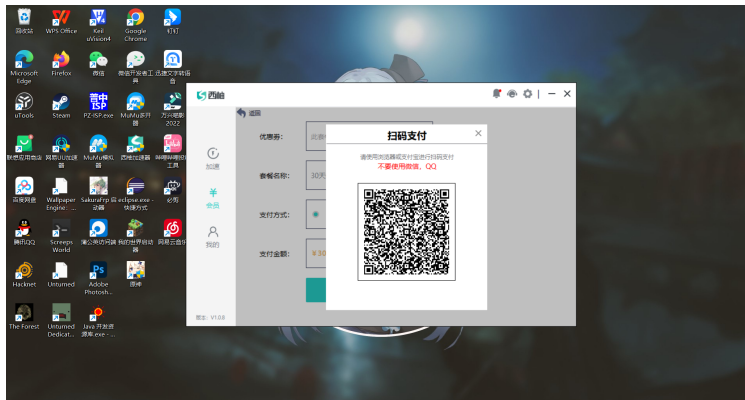 回收站
WPS Office
Keil
uVision4
Google
Chrome
钉钉
Microsoft
Edge
Firefox
微信
微信开发者工
具
迅捷文字转语
音
uTools
Steam
PZ-ISP.exe
MuMu多开
器
万兴喵影
2022
联想应用商店
网易UU加速
器
MuMu模拟
器
西柚加速器
哔哩哔哩投稿
工具
百度网盘
Wallpaper
Engine: ...
SakuraFrp 启
动器
eclipse.exe -
快捷方式
必剪
腾讯QQ
Screeps
World
蒲公英访问端
我的世界启动
器
网易云音乐
Hacknet
Unturned
Adobe
Photosh...
原神
The Forest
Unturned
Dedicat...
Java 开发资
源库.exe - ...
西柚
加速
会员
我的
版本: V1.0.8
返回
优惠券:
套餐名称:
30天
支付方式:
支付金额:
¥30
扫码支付
请使用浏览器或支付宝进行扫码支付
不要使用微信、QQ